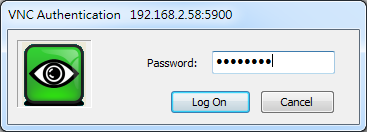 VNC Authentication 192.168.2.58:5900
Password: ••••••••
Log On Cancel